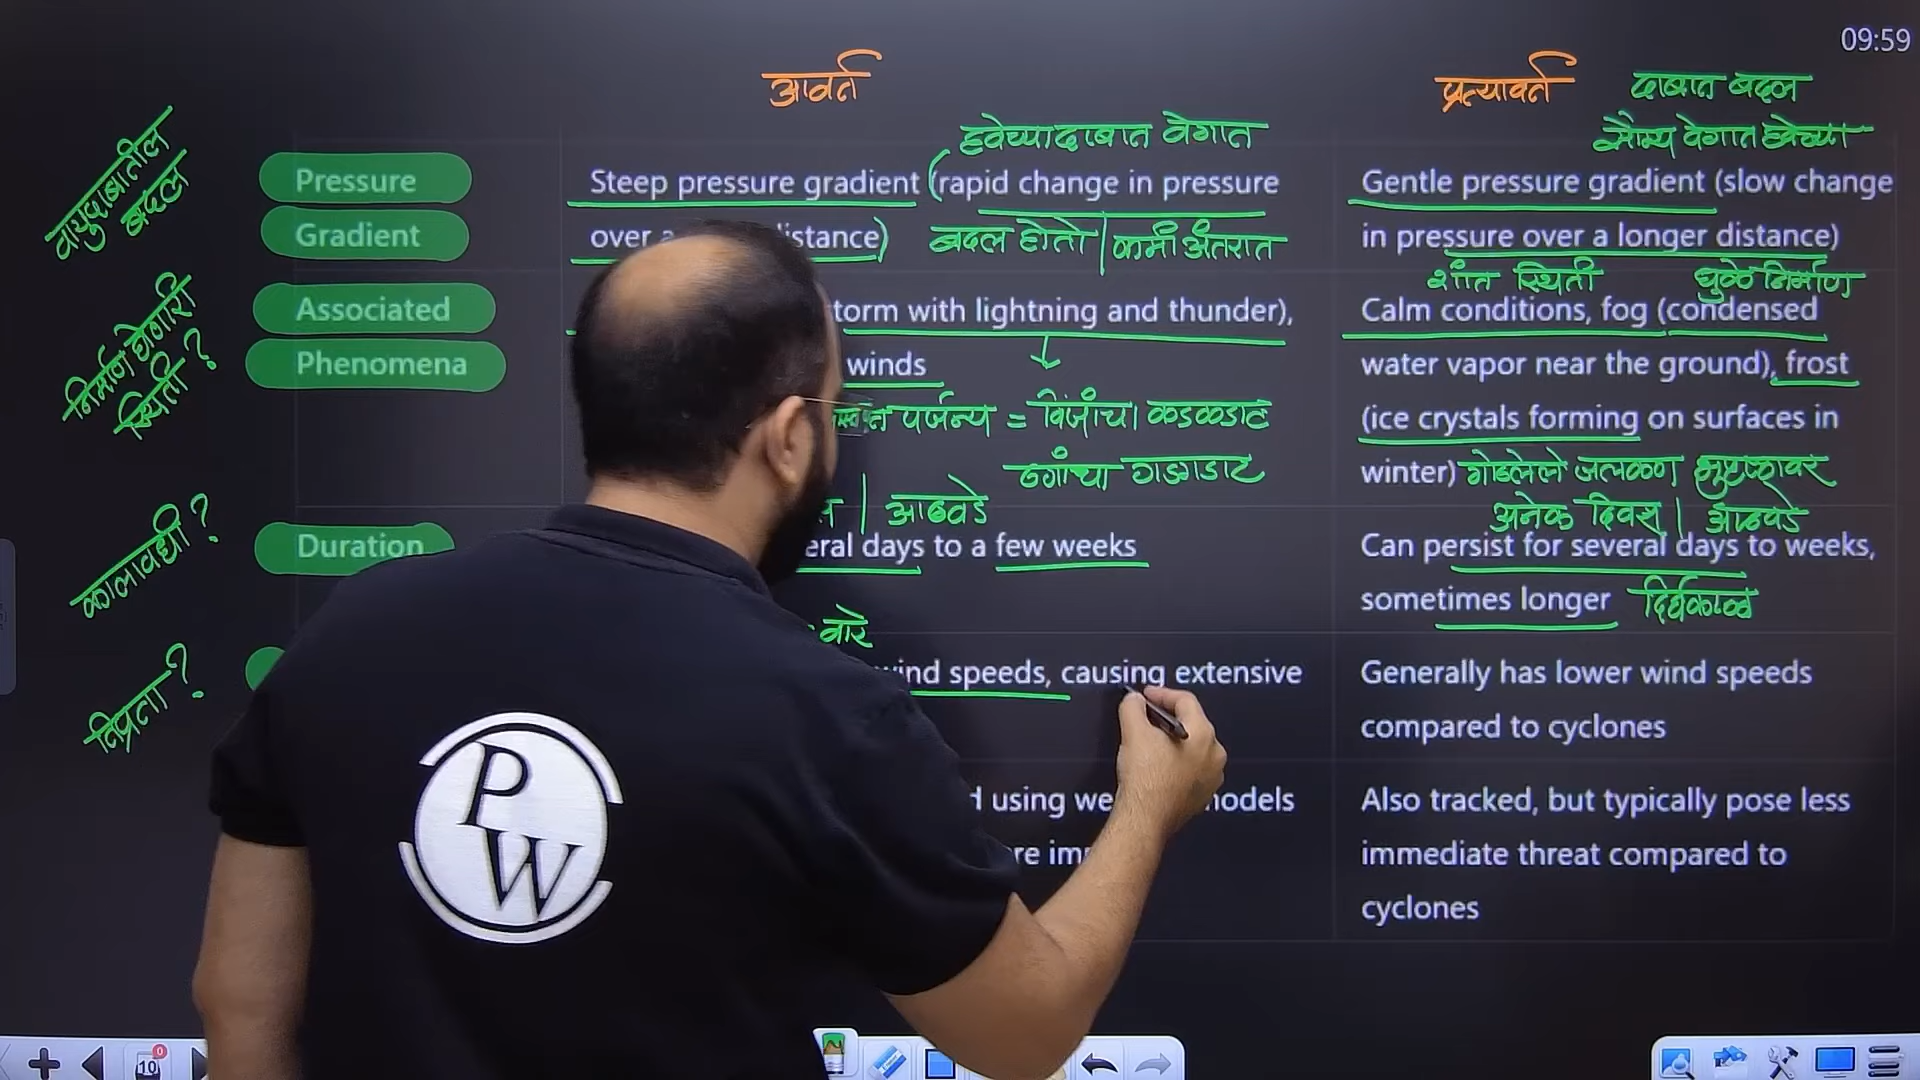 09:59
आवर्त
प्रत्यावर्त
दाबात बदल
सौम्य वेगात हवेच्या
हवेच्या दाबात वेगात
वायुदाबातील
बदल
Pressure
Gradient
Steep pressure gradient (rapid change in pressure
over a istance)
बदल होतो | कमी अंतरात
Gentle pressure gradient (slow change
in pressure over a longer distance)
शांत स्थिती धुके निर्माण
निर्माण होणारी
स्थिती?
Associated
Phenomena
torm with lightning and thunder),
winds
पर्जन्य = विजांचा कडकडाट
ढगांचा गडगडाट
Calm conditions, fog (condensed
water vapor near the ground), frost
(ice crystals forming on surfaces in
winter) गोठलेले जलकण भूपृष्ठावर
अनेक दिवस | आठवडे
कालावधी?
Duration
स | आठवडे
eral days to a few weeks
Can persist for several days to weeks,
sometimes longer दिर्घकाळ
तिव्रता?
वारे
ind speeds, causing extensive
Generally has lower wind speeds
compared to cyclones
d using we odels
re im
Also tracked, but typically pose less
immediate threat compared to
cyclones
P
W
10
0